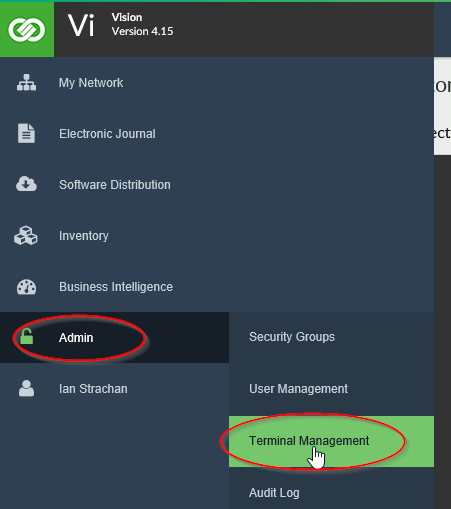 Vi
Vision
Version 4.15
My Network
Electronic Journal
Software Distribution
Inventory
Business Intelligence
Admin
Security Groups
Ian Strachan
User Management
Terminal Management
Audit Log